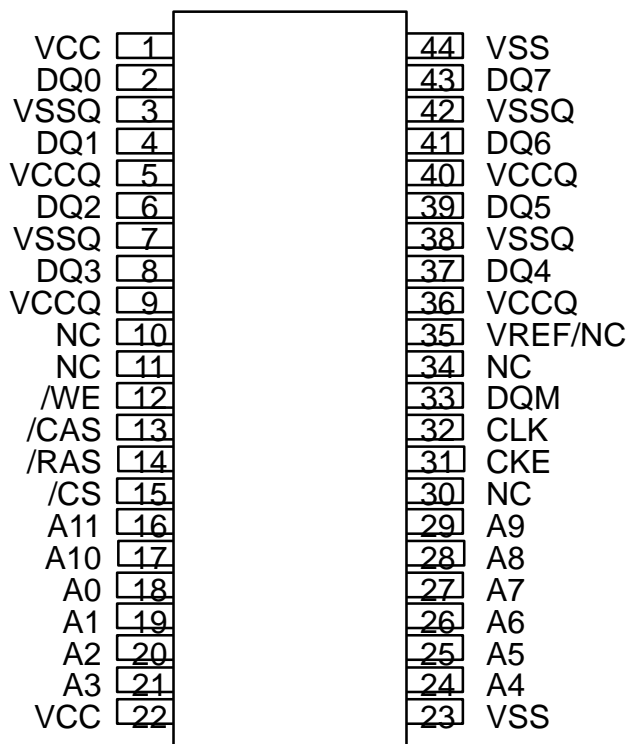 VCC 1 44 VSS
DQ0 2 43 DQ7
VSSQ 3 42 VSSQ
DQ1 4 41 DQ6
VCCQ 5 40 VCCQ
DQ2 6 39 DQ5
VSSQ 7 38 VSSQ
DQ3 8 37 DQ4
VCCQ 9 36 VCCQ
NC 10 35 VREF/NC
NC 11 34 NC
/WE 12 33 DQM
/CAS 13 32 CLK
/RAS 14 31 CKE
/CS 15 30 NC
A11 16 29 A9
A10 17 28 A8
A0 18 27 A7
A1 19 26 A6
A2 20 25 A5
A3 21 24 A4
VCC 22 23 VSS